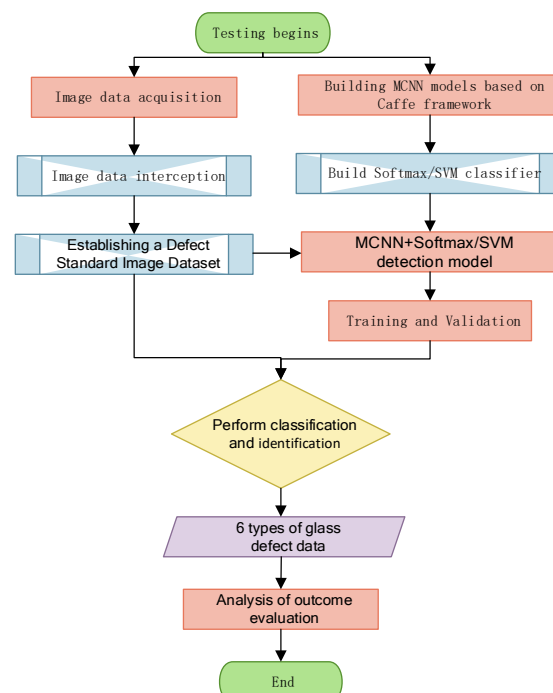 Testing begins
Image data acquisition
Building MCNN models based on
Caffe framework
Image data interception
Build Softmax/SVM classifier
Establishing a Defect
Standard Image Dataset
MCNN+Softmax/SVM
detection model
Training and Validation
Perform classification
and identification
6 types of glass
defect data
Analysis of outcome
evaluation
End